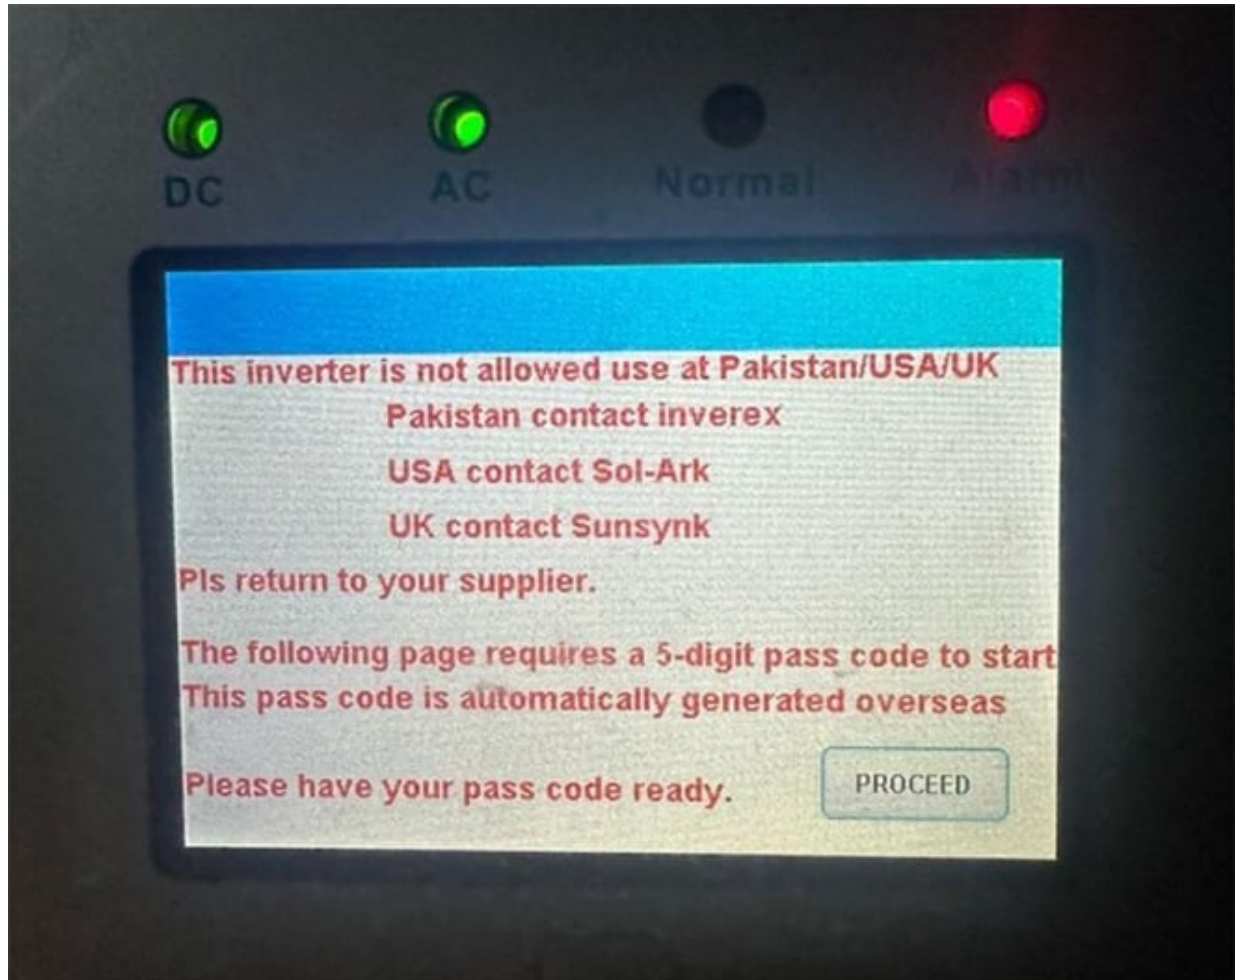 DC AC Normal Alarm
This inverter is not allowed use at Pakistan/USA/UK
Pakistan contact inverex
USA contact Sol-Ark
UK contact Sunsynk
Pls return to your supplier.
The following page requires a 5-digit pass code to start
This pass code is automatically generated overseas
Please have your pass code ready.
PROCEED